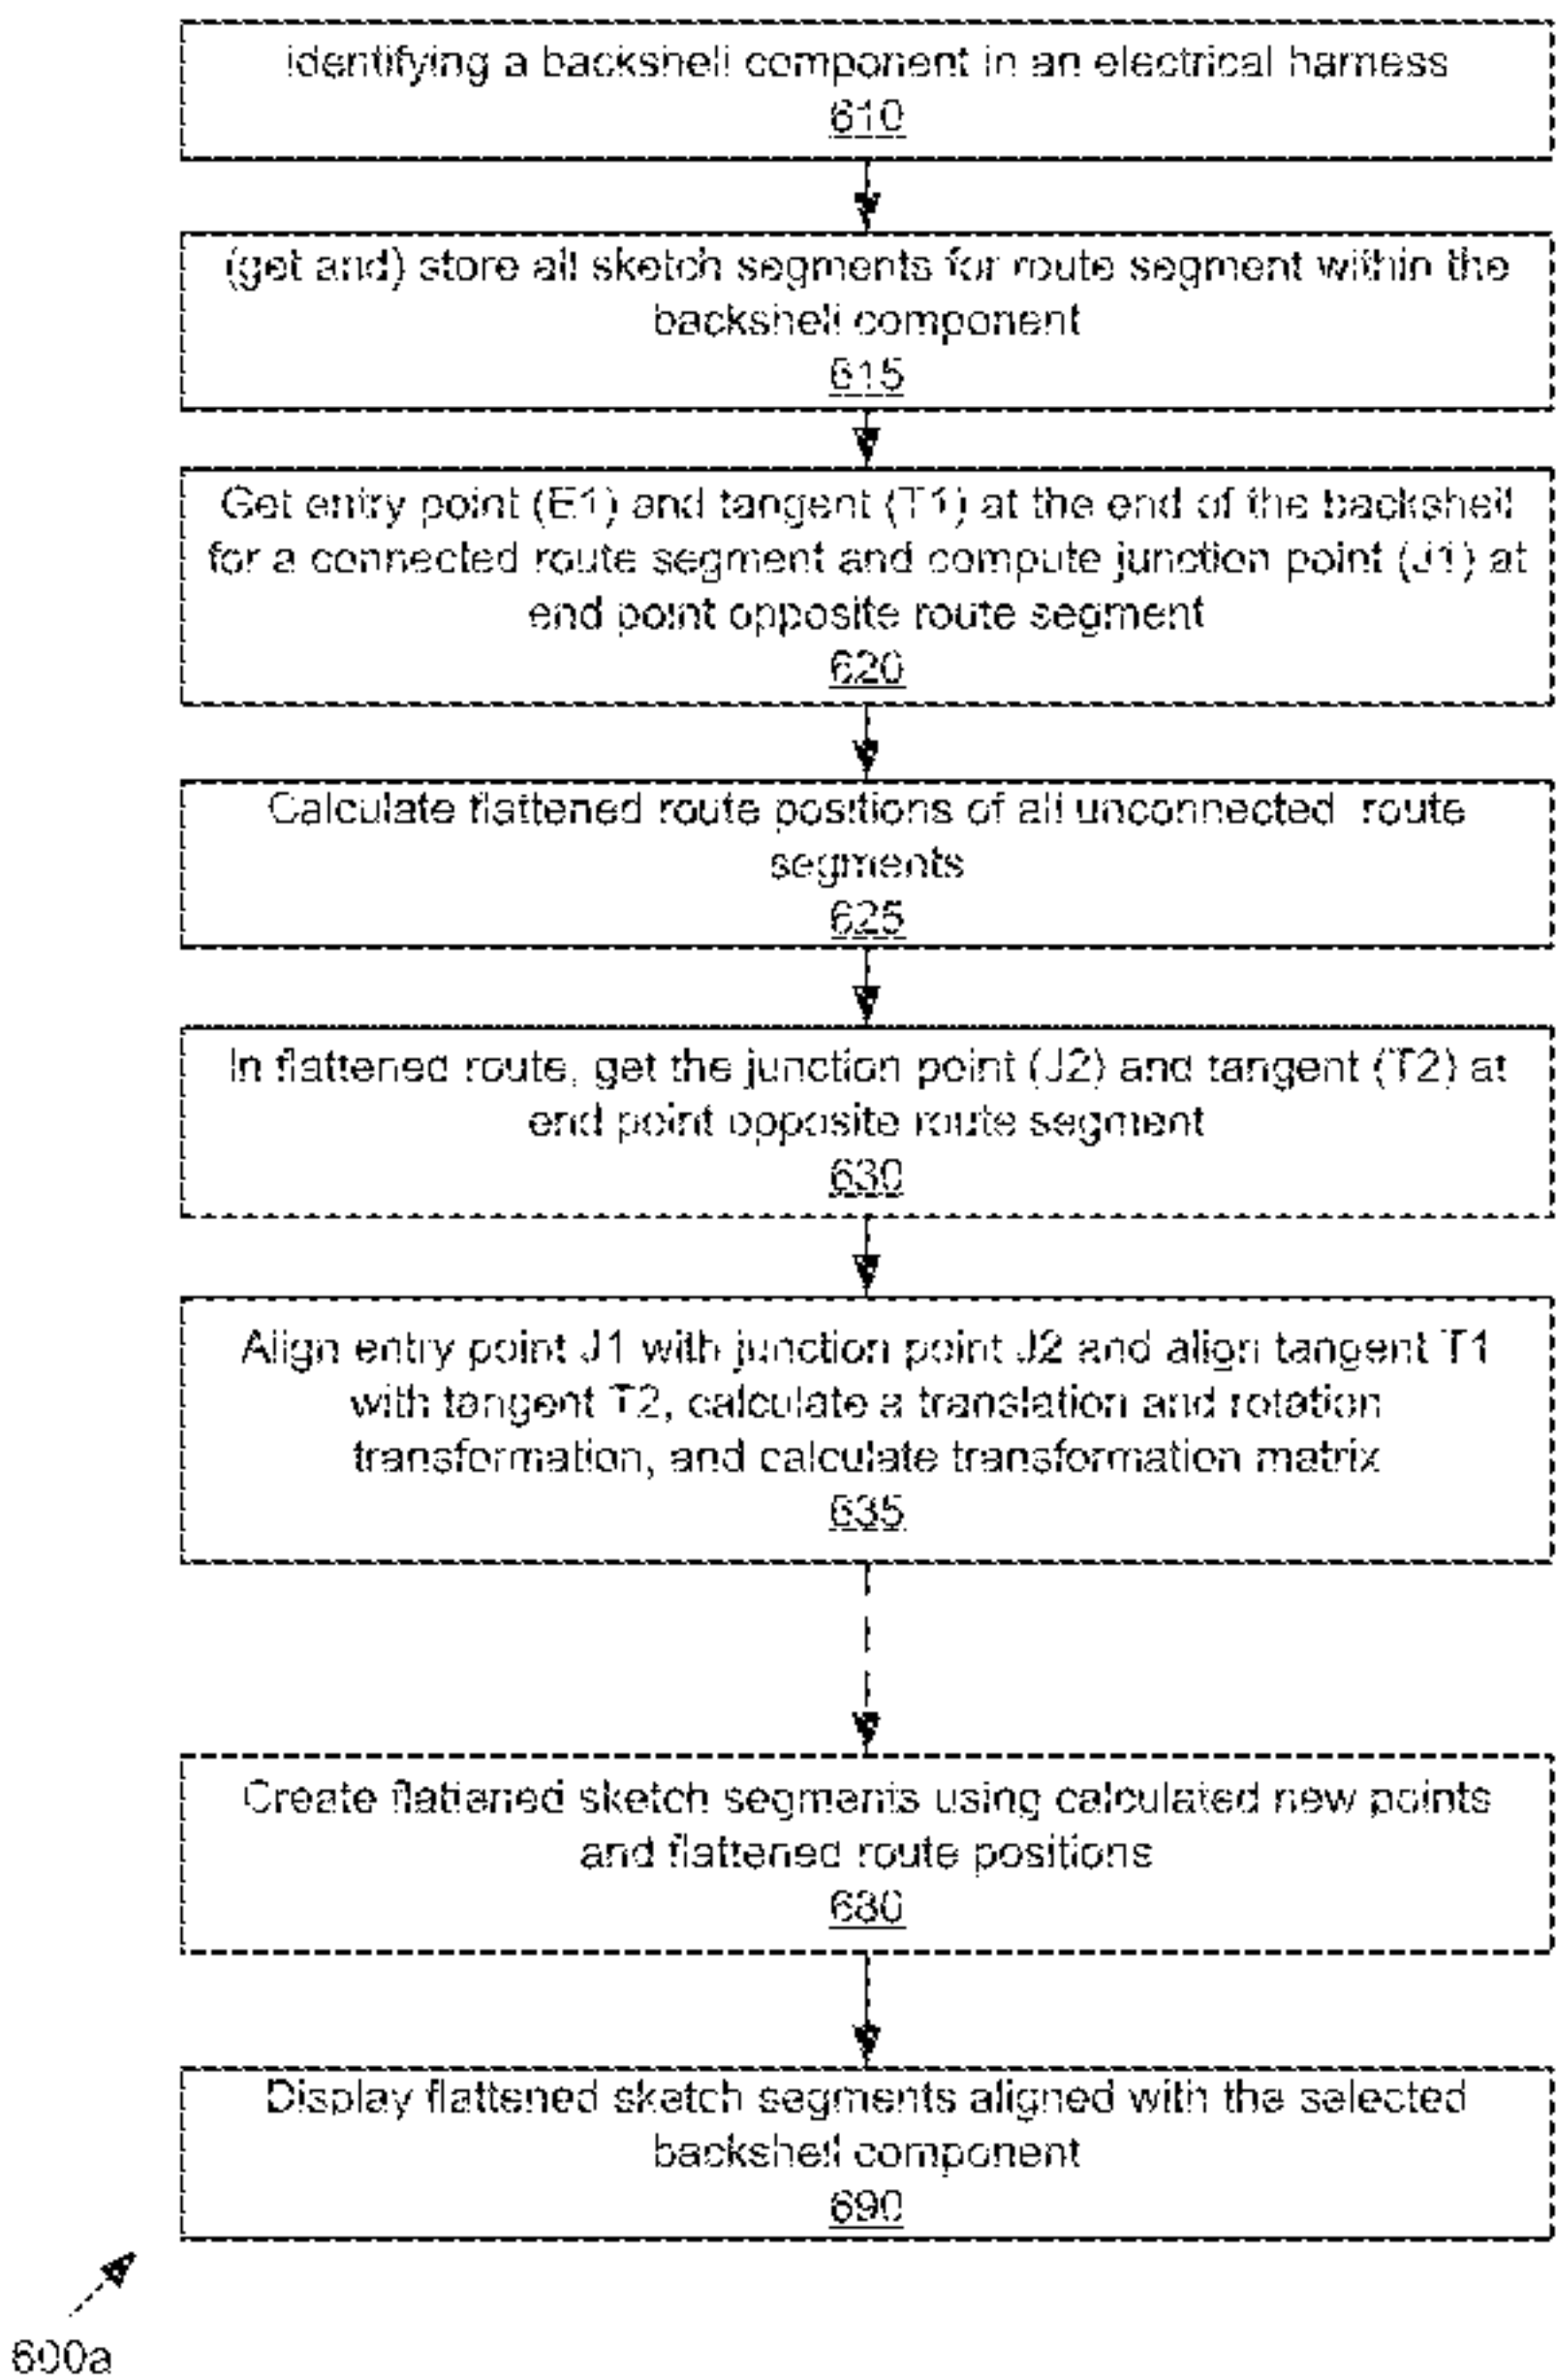 identifying a backshell component in an electrical harness
610
(get and) store all sketch segments for route segment within the
backshell component
615
Get entry point (E1) and tangent (T1) at the end of the backshell
for a connected route segment and compute junction point (J1) at
end point opposite route segment
620
Calculate flattened route positions of all unconnected route
segments
625
In flattened route, get the junction point (J2) and tangent (T2) at
end point opposite route segment
630
Align entry point J1 with junction point J2 and align tangent T1
with tangent T2, calculate a translation and rotation
transformation, and calculate transformation matrix
635
Create flattened sketch segments using calculated new points
and flattened route positions
680
Display flattened sketch segments aligned with the selected
backshell component
690
600a